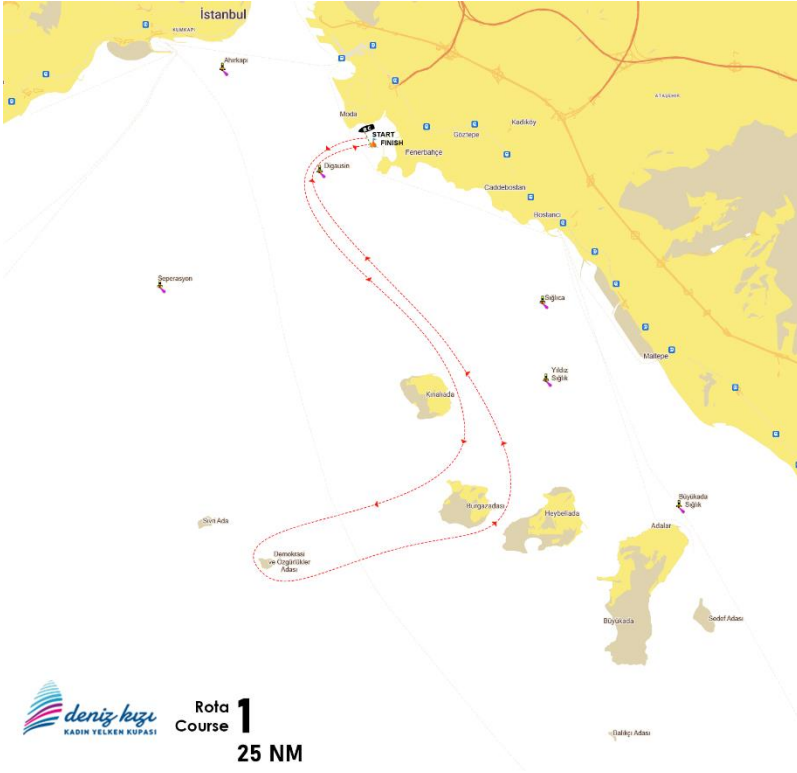 İstanbul
KUMKAPI
Ahırkapı
ATAŞEHİR
Moda
R C
START
FINISH
Kadıköy
Göztepe
Fenerbahçe
Digausin
Caddebostan
Bostancı
Seperasyon
Sığlıca
Maltepe
Yıldız
Sığlık
Kınalıada
Büyükada
Sığlık
Burgazadası
Heybeliada
Sivri Ada
Adalar
Demokrasi
ve Özgürlükler
Adası
Büyükada
Sedef Adası
Balıkçı Adası
deniz kızı
KADIN YELKEN KUPASI
Rota
Course
1
25 NM